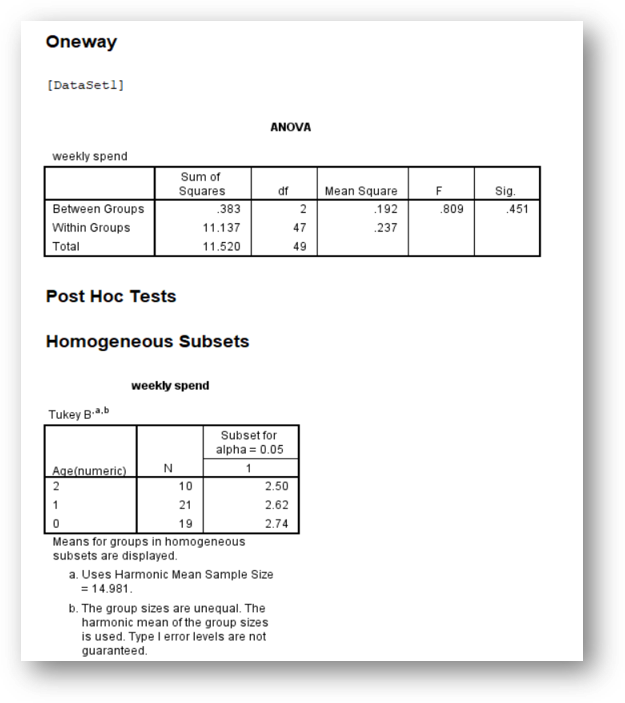 Oneway
[DataSet1]
ANOVA
weekly spend
Sum of Squares df Mean Square F Sig.
Between Groups .383 2 .192 .809 .451
Within Groups 11.137 47 .237
Total 11.520 49
Post Hoc Tests
Homogeneous Subsets
weekly spend
Tukey B a,b
Age(numeric) N Subset for alpha = 0.05
1
2 10 2.50
1 21 2.62
0 19 2.74
Means for groups in homogeneous
subsets are displayed.
a. Uses Harmonic Mean Sample Size
= 14.981.
b. The group sizes are unequal. The
harmonic mean of the group sizes
is used. Type I error levels are not
guaranteed.